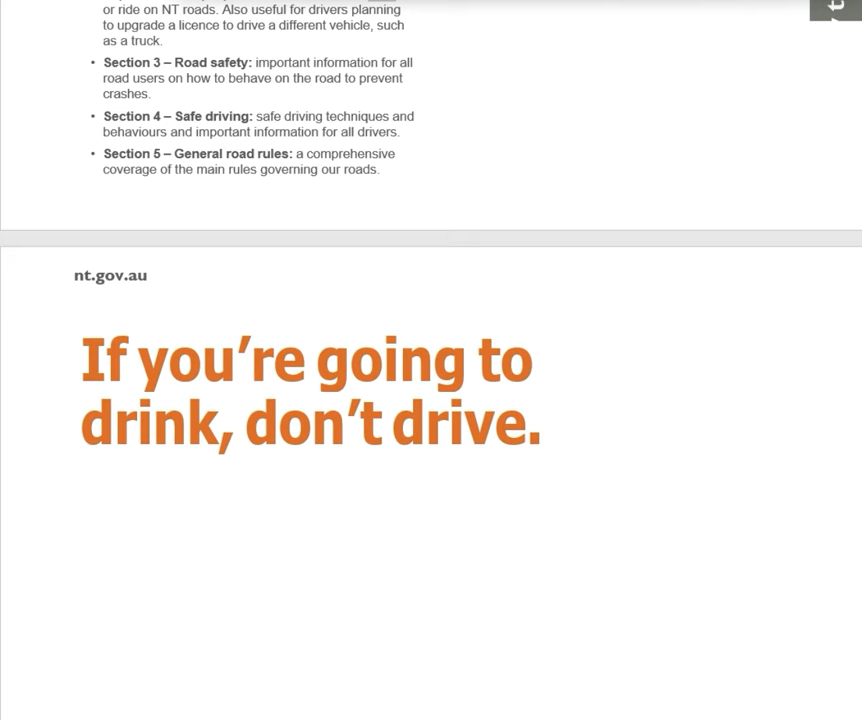 or ride on NT roads. Also useful for drivers planning
to upgrade a licence to drive a different vehicle, such
as a truck.
• Section 3 – Road safety: important information for all
road users on how to behave on the road to prevent
crashes.
• Section 4 – Safe driving: safe driving techniques and
behaviours and important information for all drivers.
• Section 5 – General road rules: a comprehensive
coverage of the main rules governing our roads.
nt.gov.au
If you’re going to
drink, don’t drive.